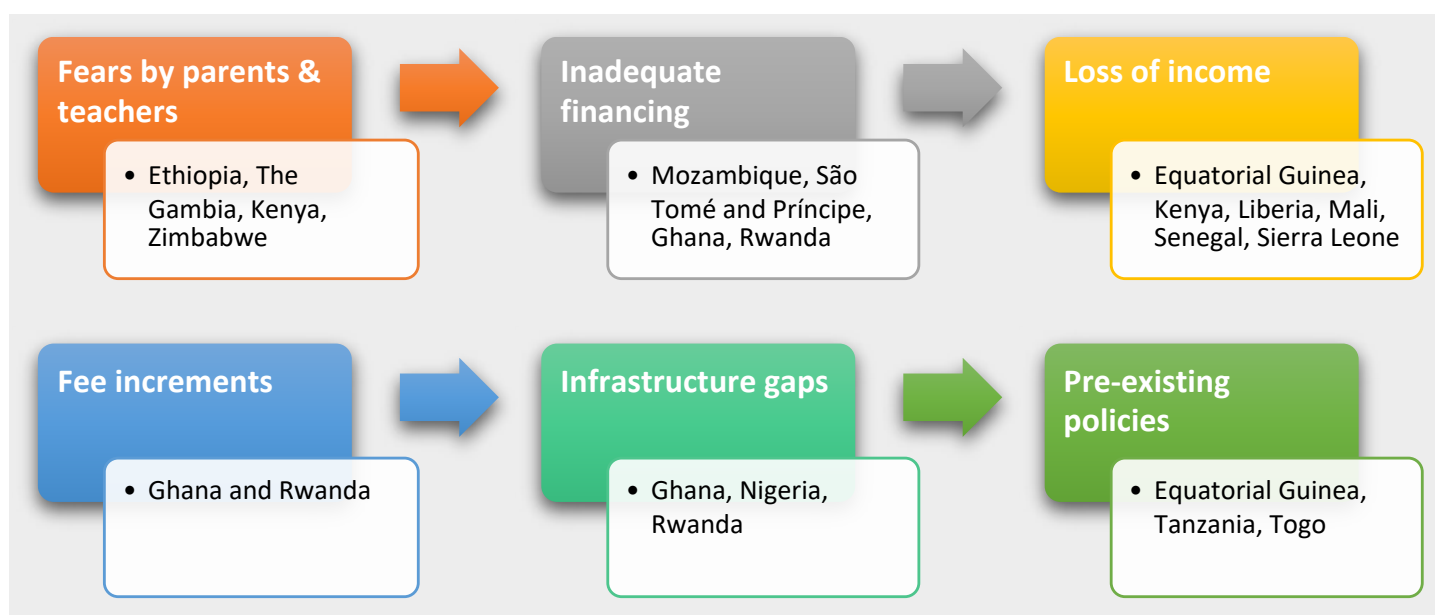 Fears by parents &
teachers
• Ethiopia, The
Gambia, Kenya,
Zimbabwe
Inadequate
financing
• Mozambique, São
Tomé and Príncipe,
Ghana, Rwanda
Loss of income
• Equatorial Guinea,
Kenya, Liberia, Mali,
Senegal, Sierra Leone
Fee increments
• Ghana and Rwanda
Infrastructure gaps
• Ghana, Nigeria,
Rwanda
Pre-existing
policies
• Equatorial Guinea,
Tanzania, Togo